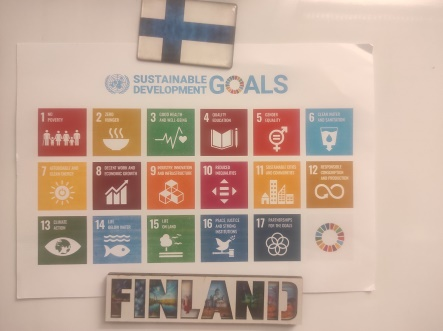 SUSTAINABLE
DEVELOPMENT
GOALS
1 NO
POVERTY
2 ZERO
HUNGER
3 GOOD HEALTH
AND WELL-BEING
4 QUALITY
EDUCATION
5 GENDER
EQUALITY
6 CLEAN WATER
AND SANITATION
7 AFFORDABLE AND
CLEAN ENERGY
8 DECENT WORK AND
ECONOMIC GROWTH
9 INDUSTRY, INNOVATION
AND INFRASTRUCTURE
10 REDUCED
INEQUALITIES
11 SUSTAINABLE CITIES
AND COMMUNITIES
12 RESPONSIBLE
CONSUMPTION
AND PRODUCTION
13 CLIMATE
ACTION
14 LIFE
BELOW WATER
15 LIFE
ON LAND
16 PEACE, JUSTICE
AND STRONG
INSTITUTIONS
17 PARTNERSHIPS
FOR THE GOALS
FINLAND